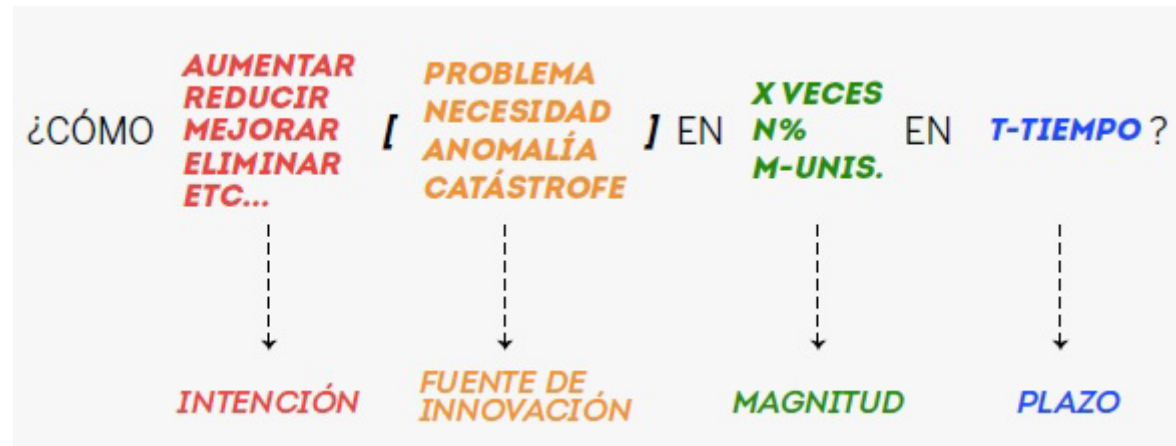 ¿CÓMO
AUMENTAR
REDUCIR
MEJORAR
ELIMINAR
ETC...
[
PROBLEMA
NECESIDAD
ANOMALÍA
CATÁSTROFE
] EN
X VECES
N%
M-UNIS.
EN
T-TIEMPO ?
INTENCIÓN
FUENTE DE
INNOVACIÓN
MAGNITUD
PLAZO